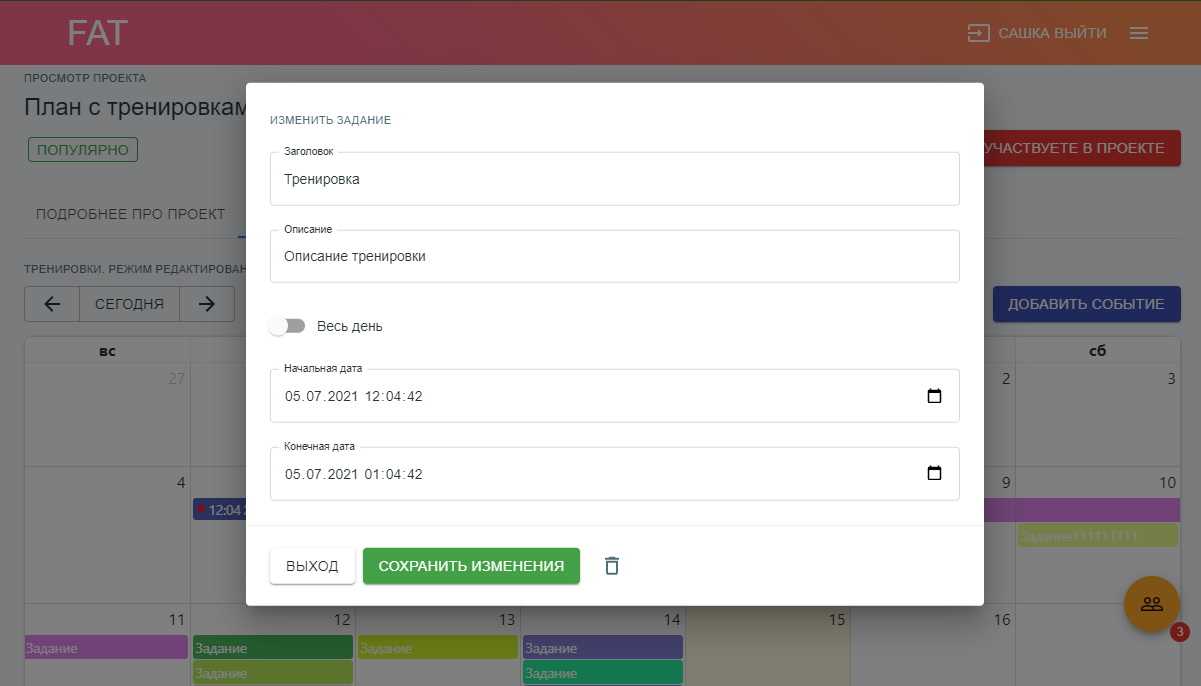 FAT
САШКА ВЫЙТИ
ПРОСМОТР ПРОЕКТА
План с тренировкам
ПОПУЛЯРНО
УЧАСТВУЕТЕ В ПРОЕКТЕ
ПОДРОБНЕЕ ПРО ПРОЕКТ
ТРЕНИРОВКИ. РЕЖИМ РЕДАКТИРОВАН
СЕГОДНЯ
ДОБАВИТЬ СОБЫТИЕ
ИЗМЕНИТЬ ЗАДАНИЕ
Заголовок
Тренировка
Описание
Описание тренировки
Весь день
Начальная дата
05.07.2021 12:04:42
Конечная дата
05.07.2021 01:04:42
ВЫХОД СОХРАНИТЬ ИЗМЕНЕНИЯ
вс сб
27 2 3
4 9 10
12:04
Задание111111111
11 12 13 14 15 16
Задание Задание Задание Задание
Задание Задание
3